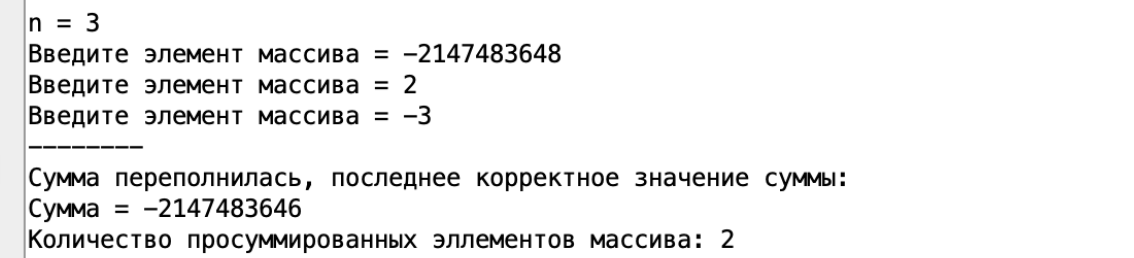 n = 3
Введите элемент массива = -2147483648
Введите элемент массива = 2
Введите элемент массива = -3
--------
Сумма переполнилась, последнее корректное значение суммы:
Сумма = -2147483646
Количество просуммированных эллементов массива: 2